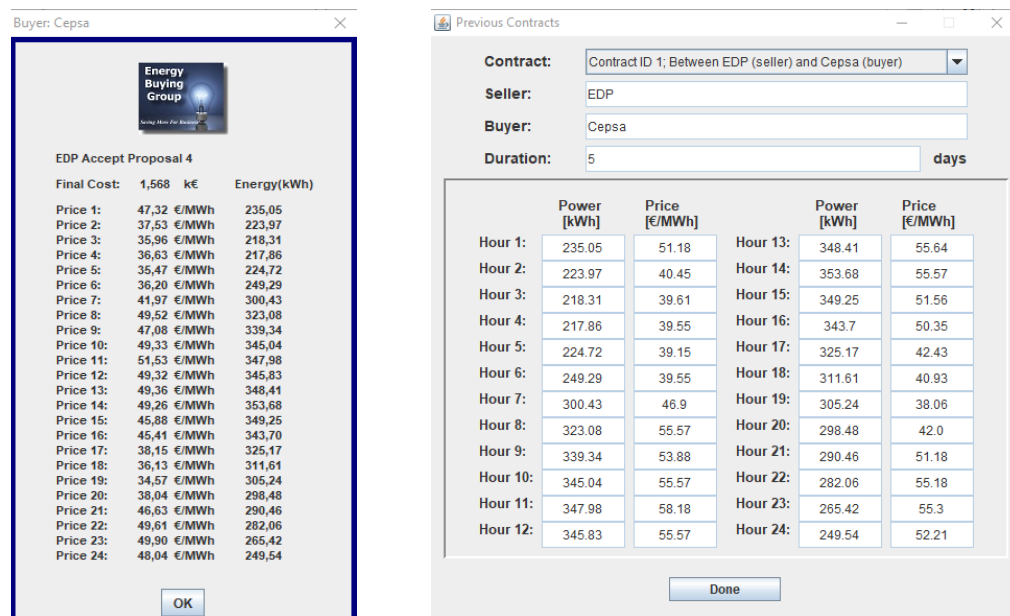 Buyer: Cepsa
Energy
Buying
Group
Saving More For Business
EDP Accept Proposal 4
Final Cost: 1,568 k€ Energy(kWh)
Price 1: 47,32 €/MWh 235,05
Price 2: 37,53 €/MWh 223,97
Price 3: 35,96 €/MWh 218,31
Price 4: 36,63 €/MWh 217,86
Price 5: 35,47 €/MWh 224,72
Price 6: 36,20 €/MWh 249,29
Price 7: 41,97 €/MWh 300,43
Price 8: 49,52 €/MWh 323,08
Price 9: 47,08 €/MWh 339,34
Price 10: 49,33 €/MWh 345,04
Price 11: 51,53 €/MWh 347,98
Price 12: 49,32 €/MWh 345,83
Price 13: 49,36 €/MWh 348,41
Price 14: 49,26 €/MWh 353,68
Price 15: 45,88 €/MWh 349,25
Price 16: 45,41 €/MWh 343,70
Price 17: 38,15 €/MWh 325,17
Price 18: 36,13 €/MWh 311,61
Price 19: 34,57 €/MWh 305,24
Price 20: 38,04 €/MWh 298,48
Price 21: 46,63 €/MWh 290,46
Price 22: 49,61 €/MWh 282,06
Price 23: 49,90 €/MWh 265,42
Price 24: 48,04 €/MWh 249,54
OK
Previous Contracts
Contract: Contract ID 1; Between EDP (seller) and Cepsa (buyer)
Seller: EDP
Buyer: Cepsa
Duration: 5 days
Power Price Power Price
[kWh] [€/MWh] [kWh] [€/MWh]
Hour 1: 235.05 51.18 Hour 13: 348.41 55.64
Hour 2: 223.97 40.45 Hour 14: 353.68 55.57
Hour 3: 218.31 39.61 Hour 15: 349.25 51.56
Hour 4: 217.86 39.55 Hour 16: 343.7 50.35
Hour 5: 224.72 39.15 Hour 17: 325.17 42.43
Hour 6: 249.29 39.55 Hour 18: 311.61 40.93
Hour 7: 300.43 46.9 Hour 19: 305.24 38.06
Hour 8: 323.08 55.57 Hour 20: 298.48 42.0
Hour 9: 339.34 53.88 Hour 21: 290.46 51.18
Hour 10: 345.04 55.57 Hour 22: 282.06 55.18
Hour 11: 347.98 58.18 Hour 23: 265.42 55.3
Hour 12: 345.83 55.57 Hour 24: 249.54 52.21
Done